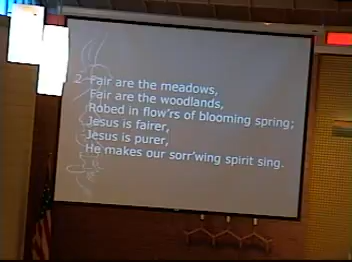 2 Fair are the meadows,
Fair are the woodlands,
Robed in flow'rs of blooming spring;
Jesus is fairer,
Jesus is purer,
He makes our sorr'wing spirit sing.